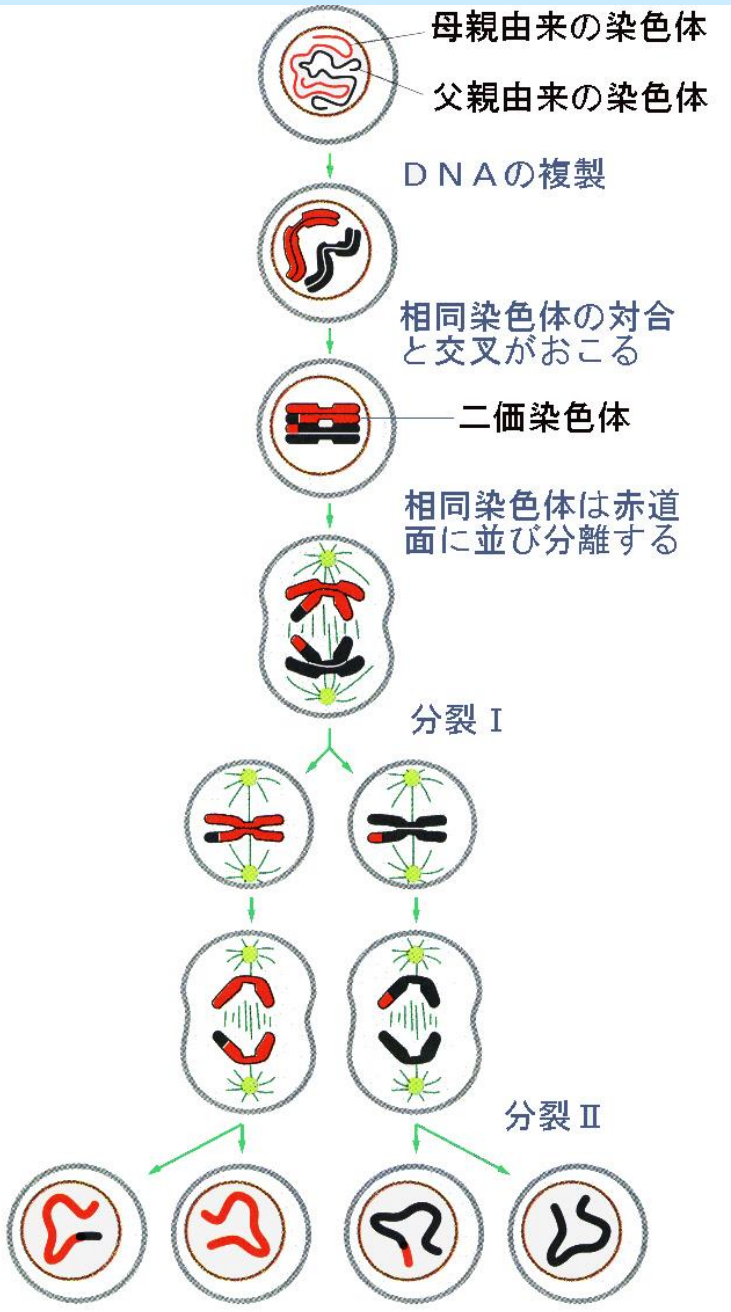 母親由来の染色体
父親由来の染色体
DNAの複製
相同染色体の対合
と交叉がおこる
二価染色体
相同染色体は赤道
面に並び分離する
分裂Ⅰ
分裂Ⅱ